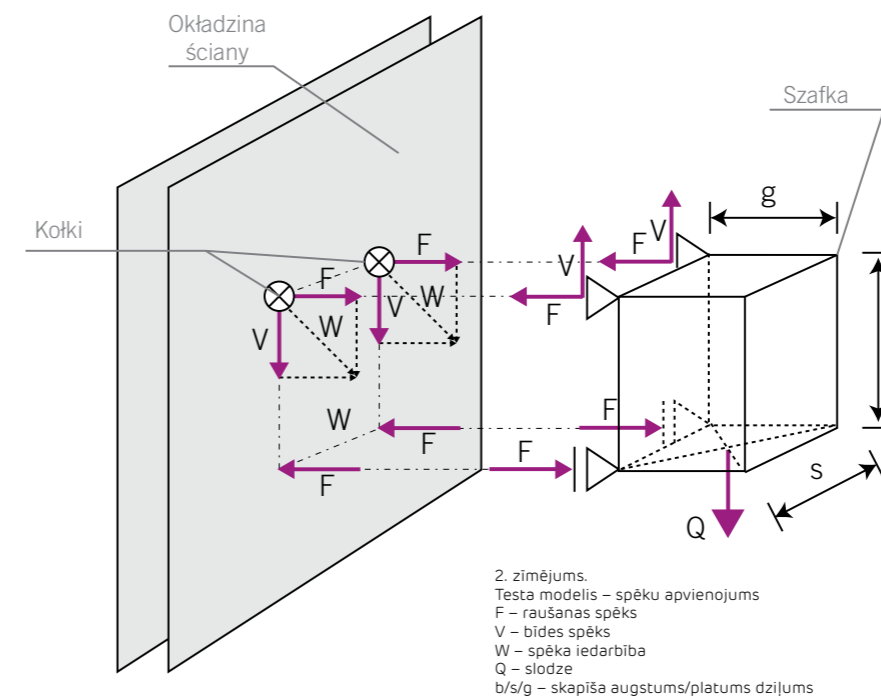 Okładzina
ściany
Szafka
g
Kołki
F
V
F
V
F
F
V
W
V
W
F
W
F
F
F
F
s
Q
2. zīmējums.
Testa modelis – spēku apvienojums
F – raušanas spēks
V – bīdes spēks
W – spēka iedarbība
Q – slodze
b/s/g – skapīša augstums/platums dziļums